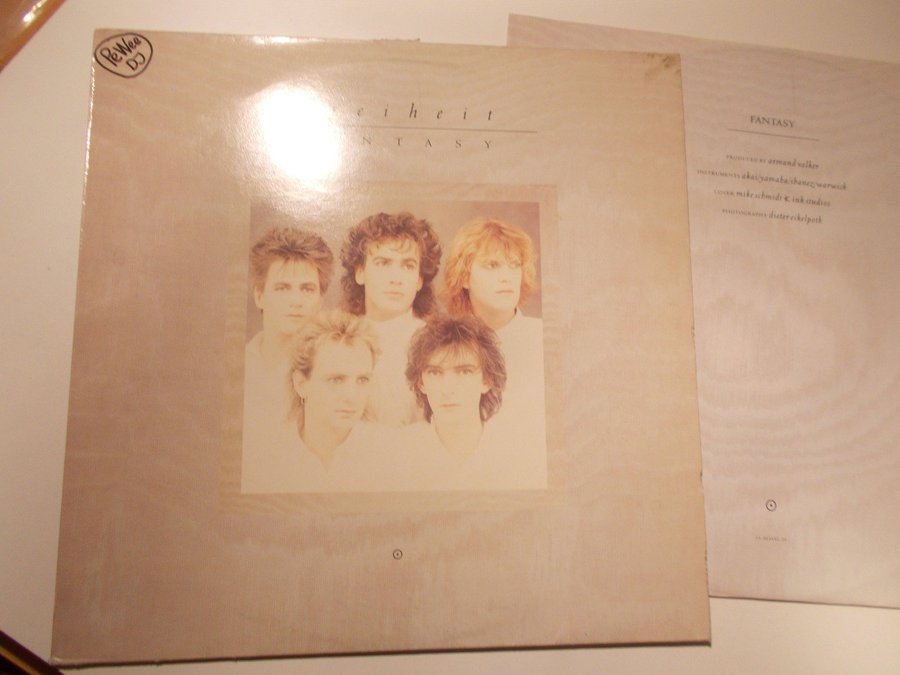 PeWee
DJ
eiheit
NTASY
FANTASY
PRODUCED BY armand volker
INSTRUMENTS akai/yamaha/ibanez/warwick
COVER mike schmidt ink studios
PHOTOGRAPHY dieter eikelpoth